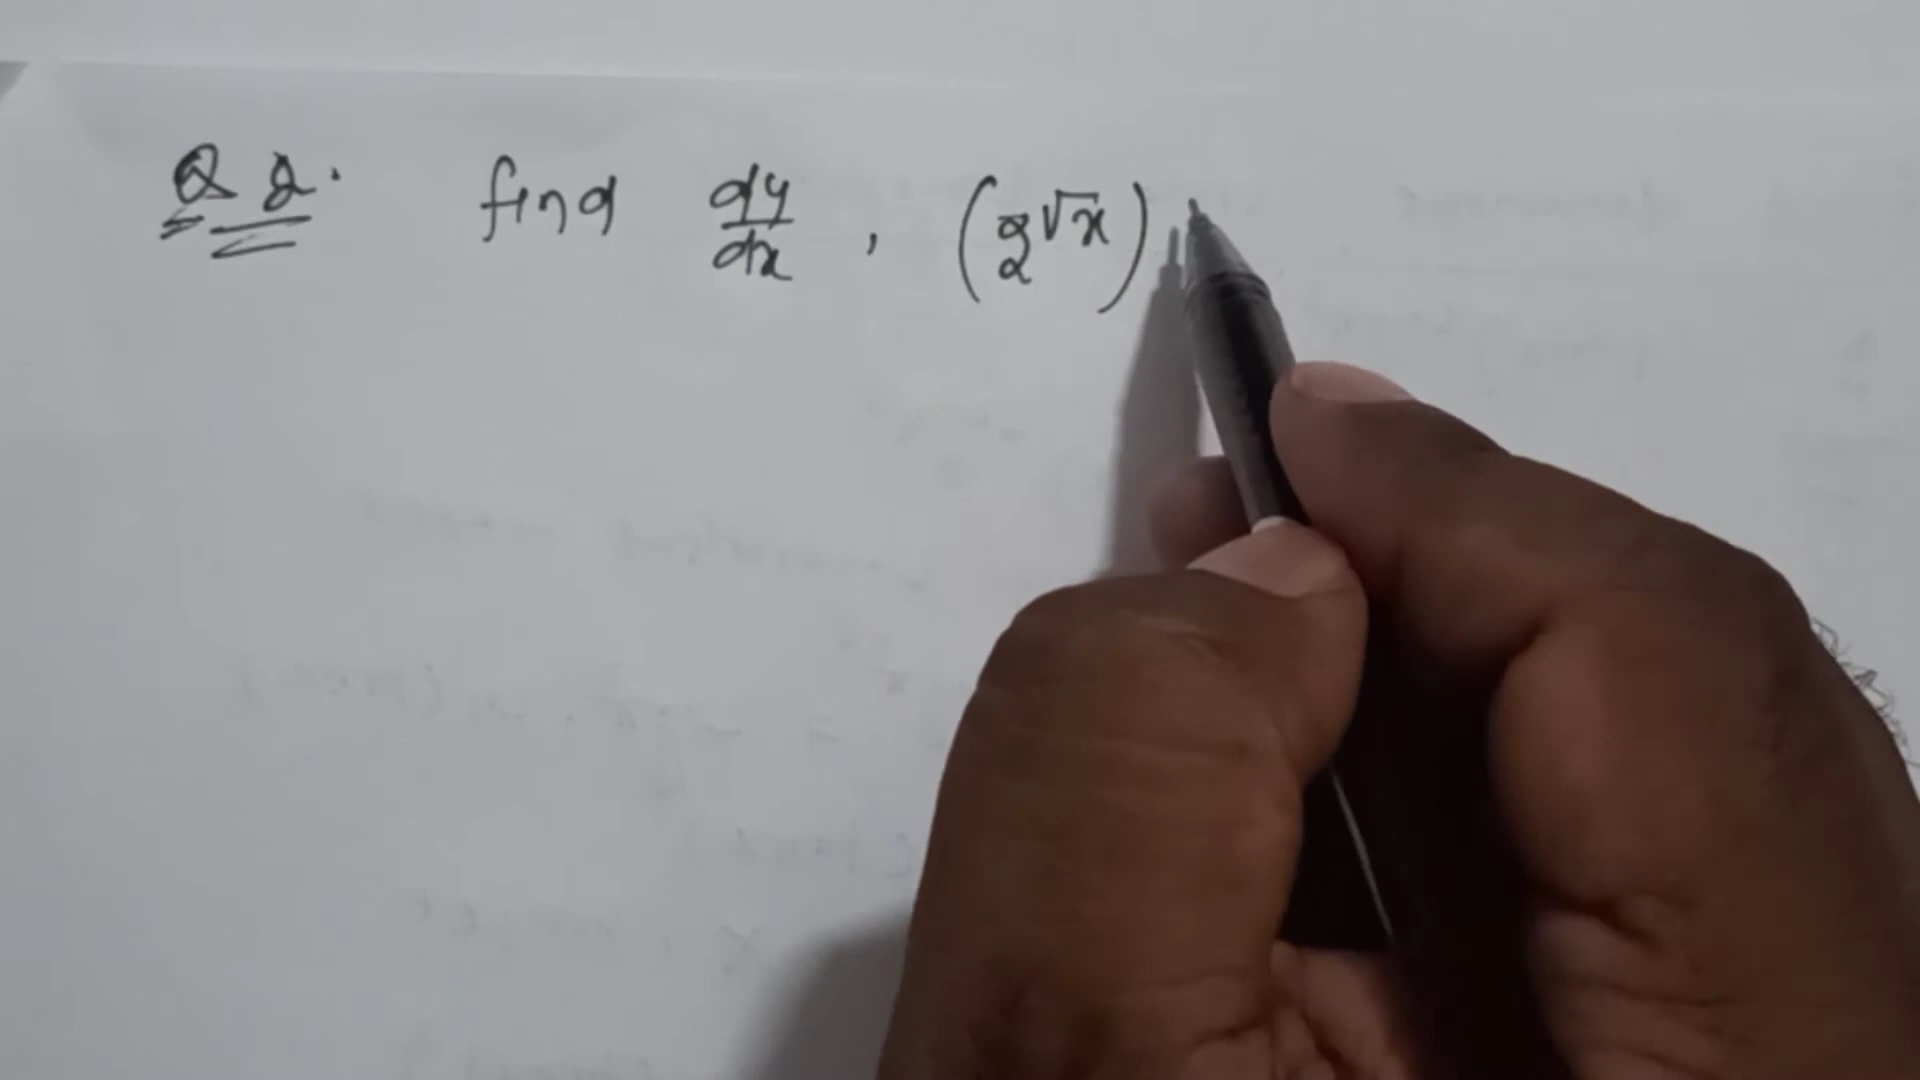 Q 2. find dy/dx, (2^√x)